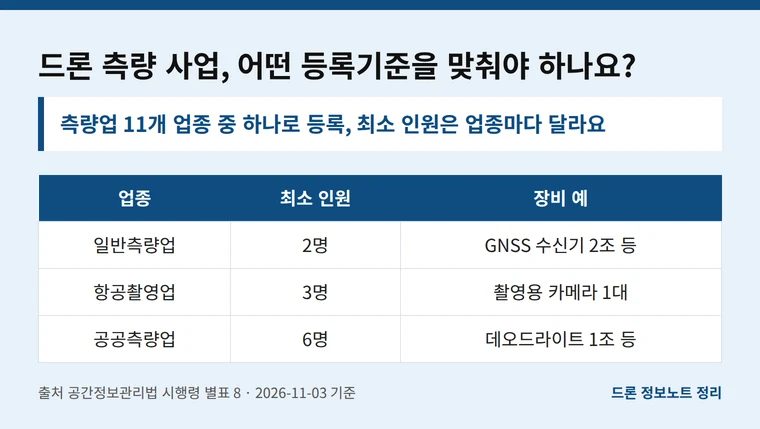 드론 측량 사업, 어떤 등록기준을 맞춰야 하나요?
측량업 11개 업종 중 하나로 등록, 최소 인원은 업종마다 달라요
업종 최소 인원 장비 예
일반측량업 2명 GNSS 수신기 2조 등
항공촬영업 3명 촬영용 카메라 1대
공공측량업 6명 데오드라이트 1조 등
출처 공간정보관리법 시행령 별표 8 · 2026-11-03 기준
드론 정보노트 정리